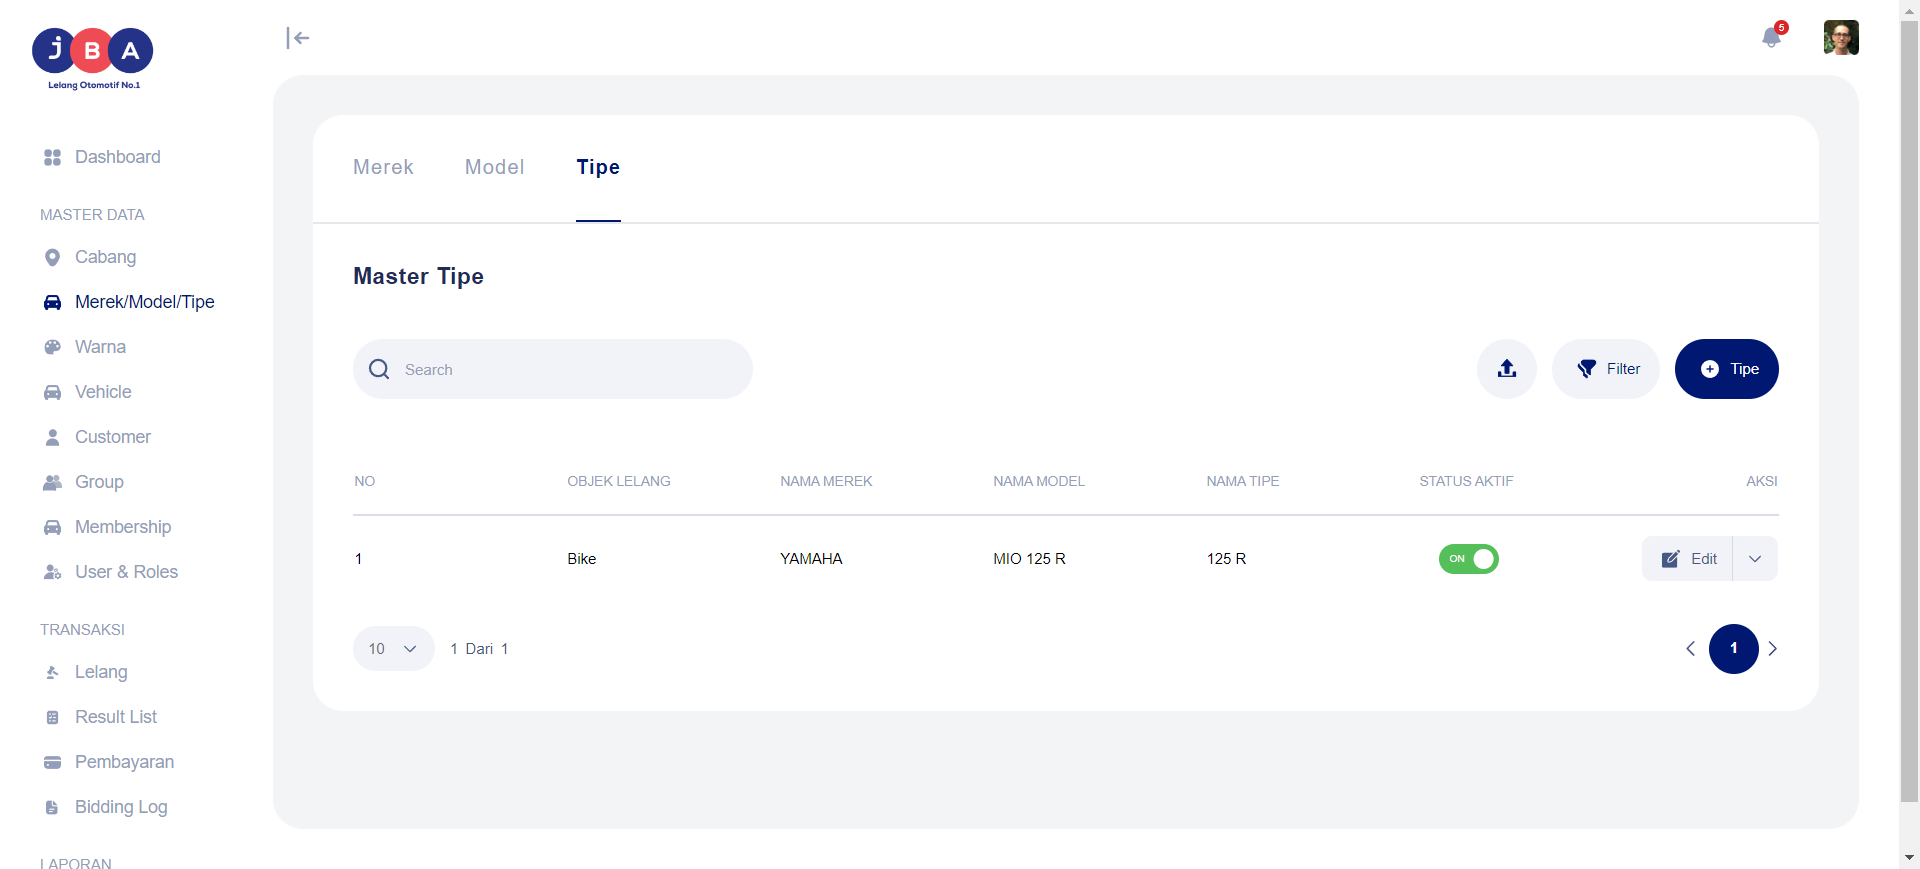 JBA
Lelang Otomotif No.1
5
Dashboard
MASTER DATA
Cabang
Merek/Model/Tipe
Warna
Vehicle
Customer
Group
Membership
User & Roles
TRANSAKSI
Lelang
Result List
Pembayaran
Bidding Log
LAPORAN
Merek Model Tipe
Master Tipe
Search
Filter
Tipe
NO OBJEK LELANG NAMA MEREK NAMA MODEL NAMA TIPE STATUS AKTIF AKSI
1 Bike YAMAHA MIO 125 R 125 R ON Edit
10 1 Dari 1 1